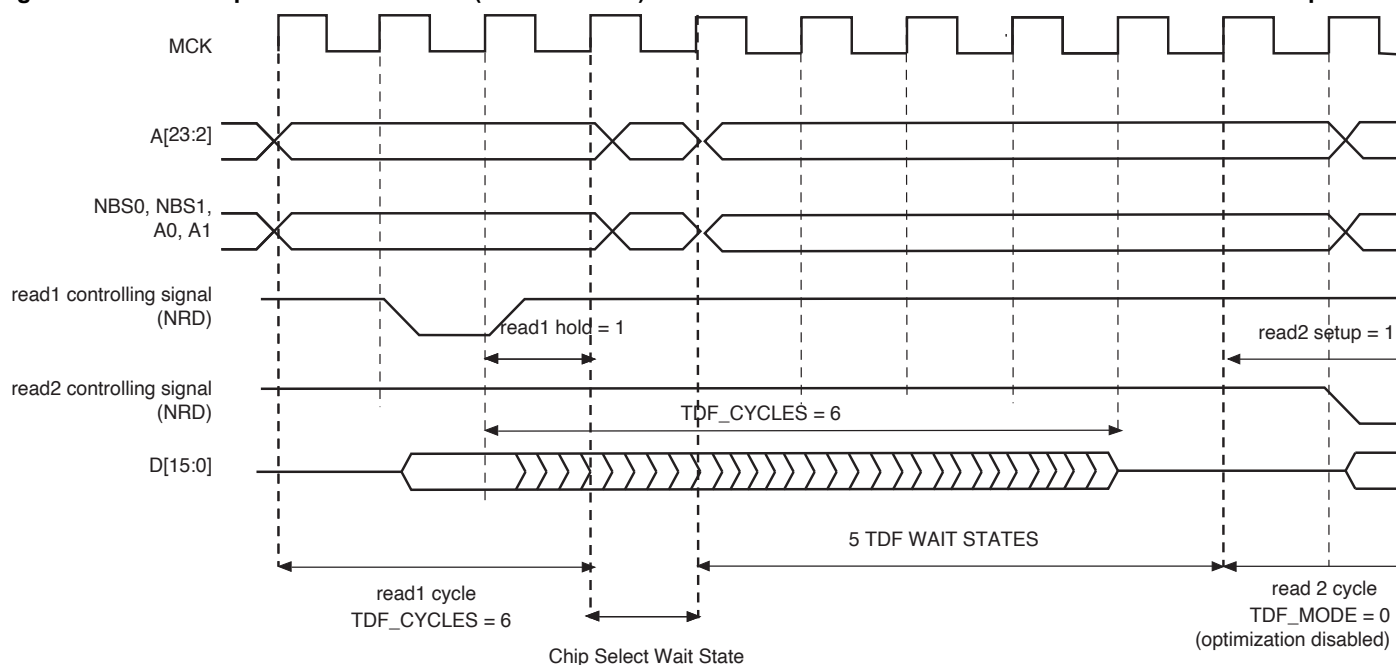 MCK
A[23:2]
NBS0, NBS1,
A0, A1
read1 controlling signal
(NRD)
read1 hold = 1
read2 setup = 1
read2 controlling signal
(NRD)
TDF_CYCLES = 6
D[15:0]
5 TDF WAIT STATES
read1 cycle
TDF_CYCLES = 6
Chip Select Wait State
read 2 cycle
TDF_MODE = 0
(optimization disabled)